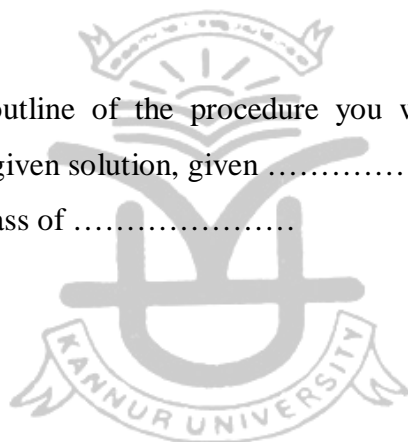 outline of the procedure you
given solution, given ……………
ass of …………………
KANNUR UNIVERSITY